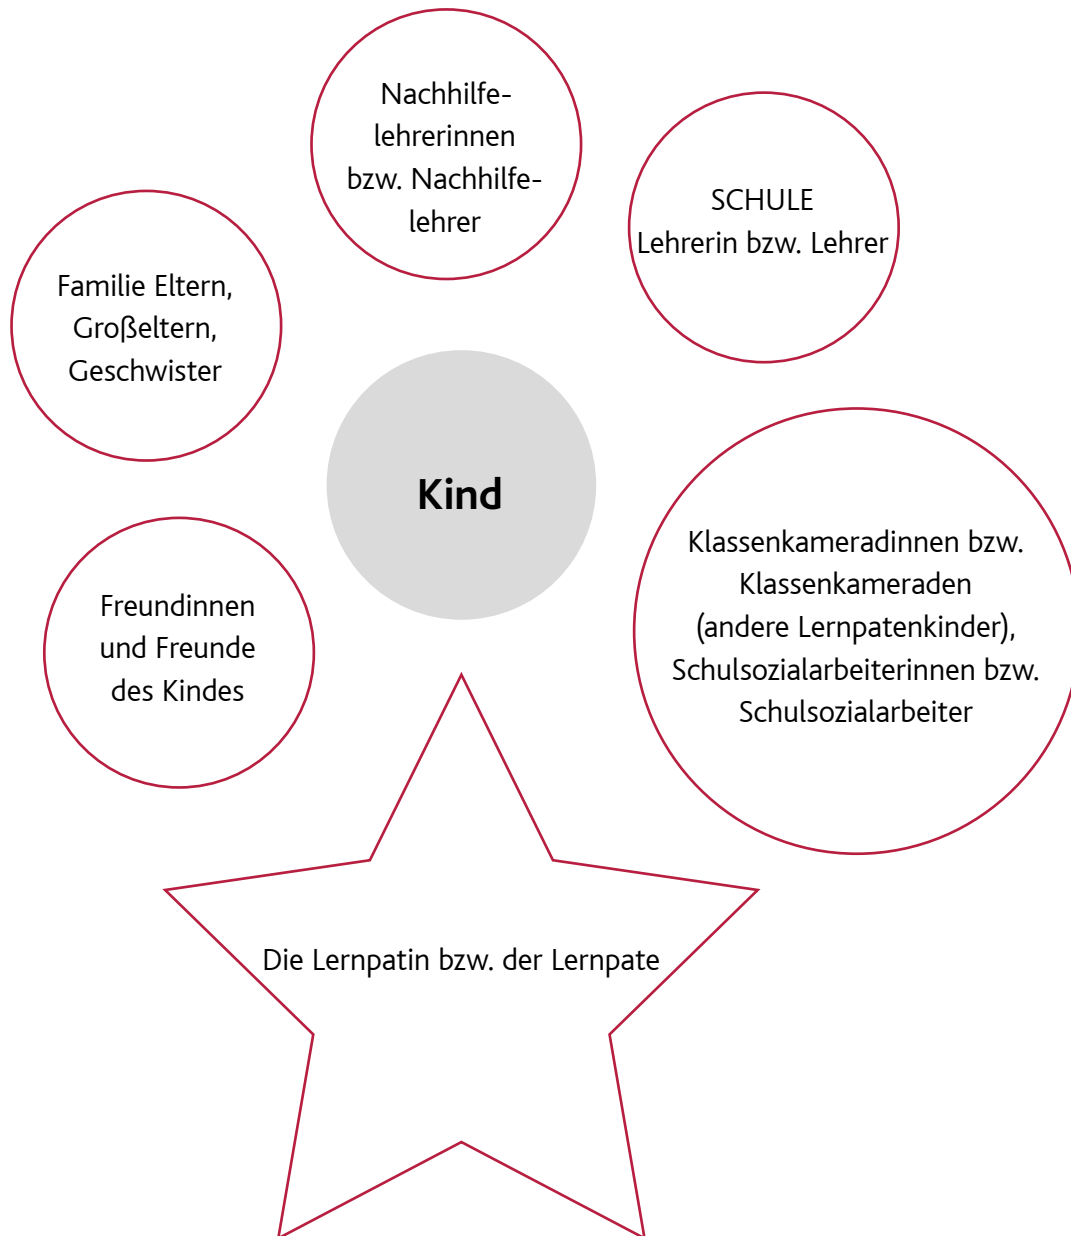 Nachhilfe-
lehrerinnen
bzw. Nachhilfe-
lehrer
SCHULE
Lehrerin bzw. Lehrer
Familie Eltern,
Großeltern,
Geschwister
Kind
Klassenkameradinnen bzw.
Klassenkameraden
(andere Lernpatenkinder),
Schulsozialarbeiterinnen bzw.
Schulsozialarbeiter
Freundinnen
und Freunde
des Kindes
Die Lernpatin bzw. der Lernpate